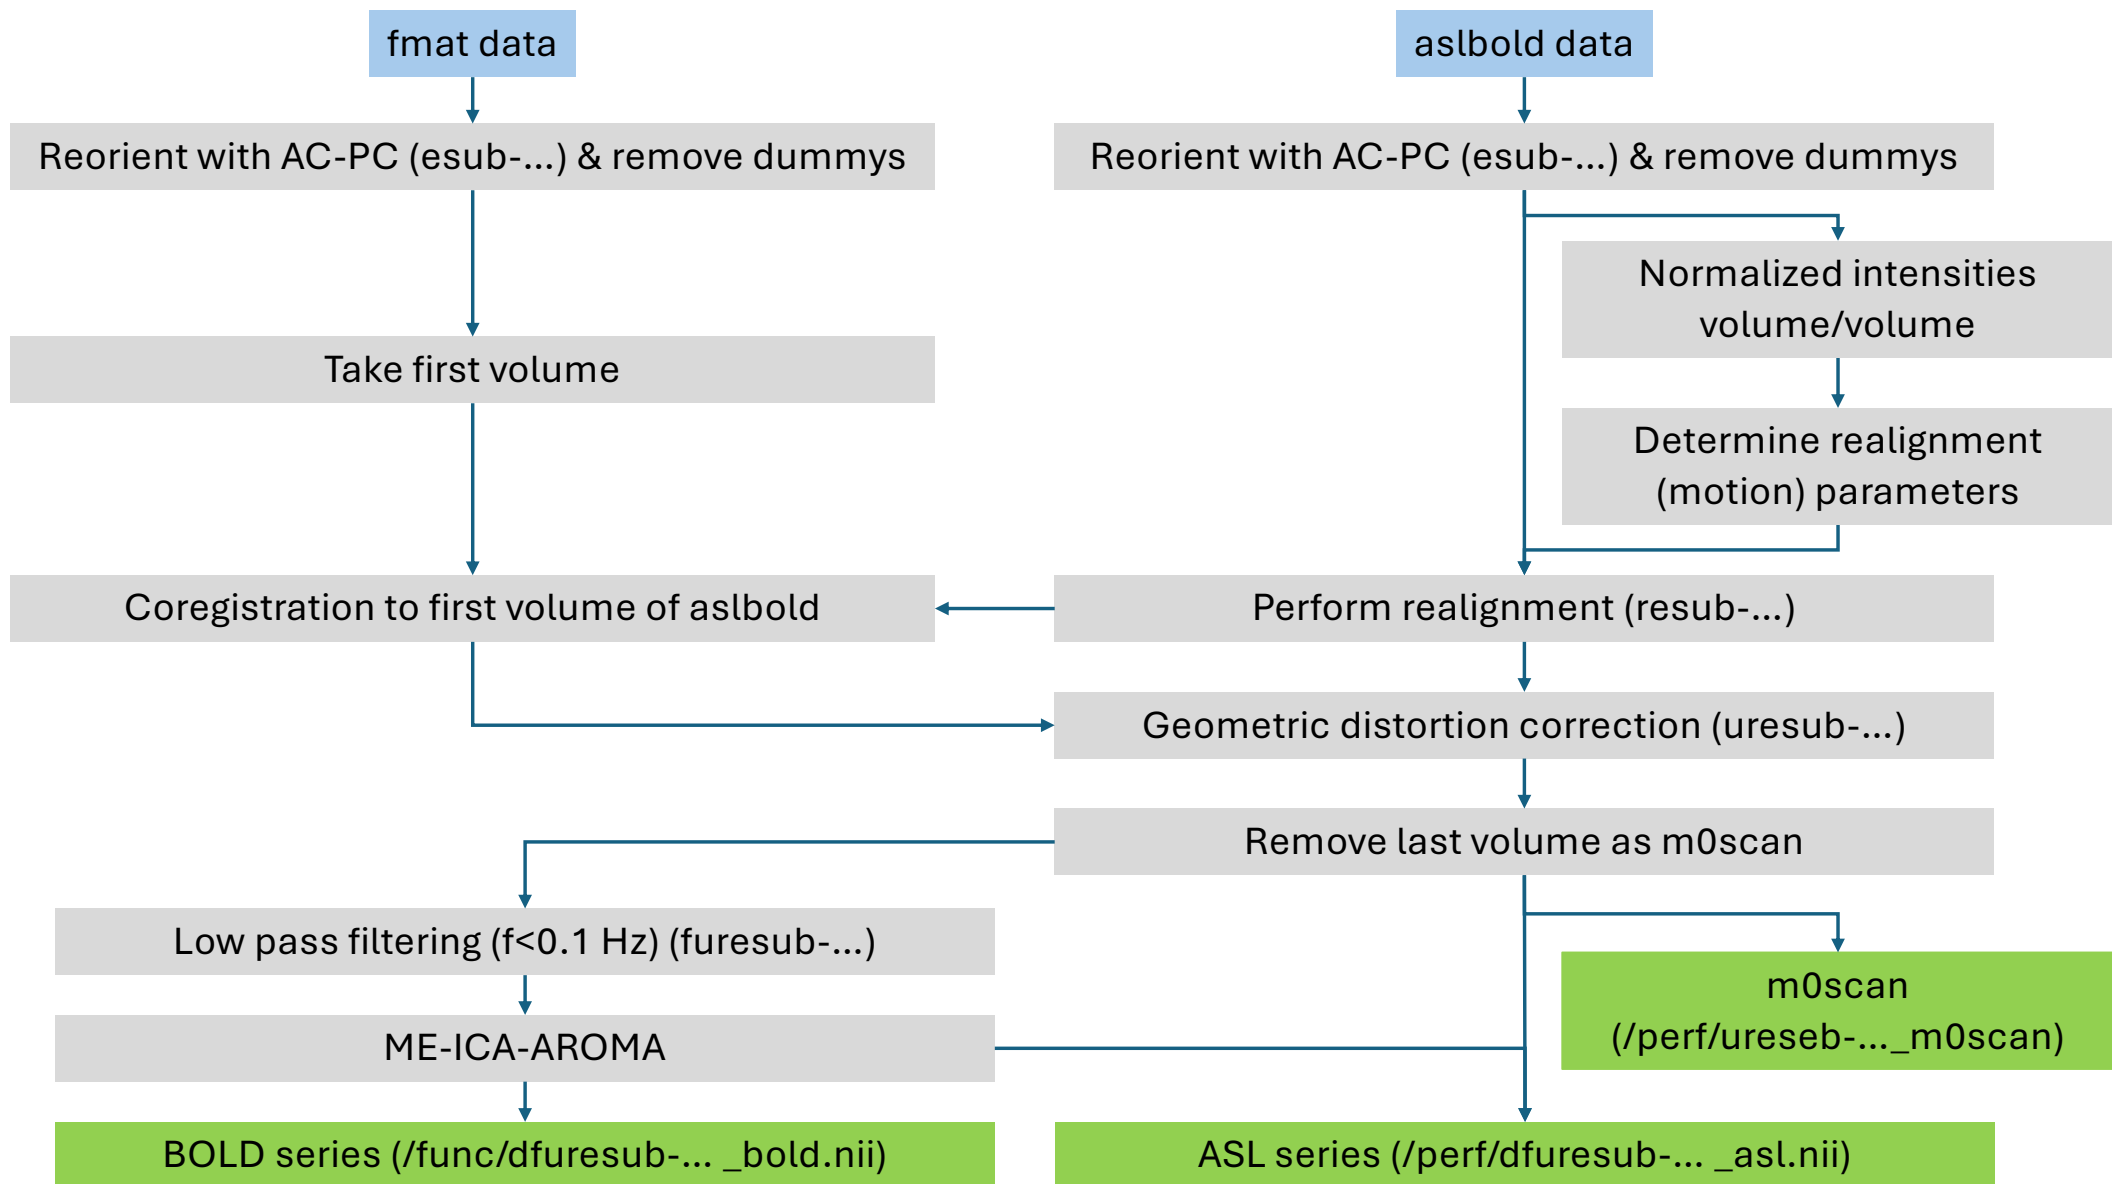 fmat data
aslbold data
Reorient with AC-PC (esub-...) & remove dummys
Reorient with AC-PC (esub-...) & remove dummys
Normalized intensities
volume/volume
Take first volume
Determine realignment
(motion) parameters
Coregistration to first volume of aslbold
Perform realignment (resub-...)
Geometric distortion correction (uresub-...)
Remove last volume as m0scan
Low pass filtering (f<0.1 Hz) (furesub-...)
m0scan
(/perf/ureseb-..._m0scan)
ME-ICA-AROMA
BOLD series (/func/dfuresub-... _bold.nii)
ASL series (/perf/dfuresub-... _asl.nii)